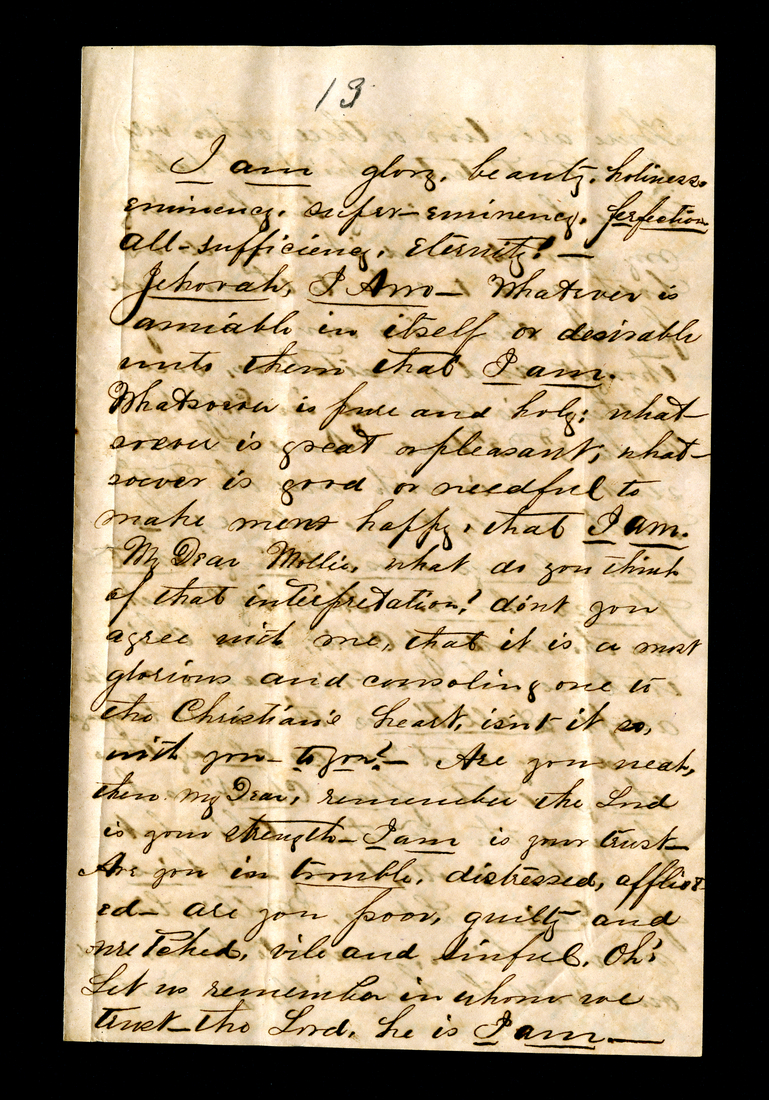 13
I am glory, beauty, holiness,
eminency, super-eminency, perfection
all-sufficiency, eternity! —
Jehovah, I Am — Whatever is
amiable in itself or desirable
unto them that I am.
Whatsoever is pure and holy; what-
soever is great or pleasant, what-
soever is good or needful to
make men happy, that I am.
My Dear Mollie, what do you think
of that interpretation? dont you
agree with me, that it is a most
glorious and consoling one to
the Christian's heart, isn't it so,
with you — to you? — Are you weak,
then my Dear, remember the Lord
is your strength — I am is your trust —
Are you in trouble, distressed, afflict-
ed — are you poor, guilty and
wretched, vile and sinful, Oh!
Let us remember in whom we
trust — the Lord, he is I am —